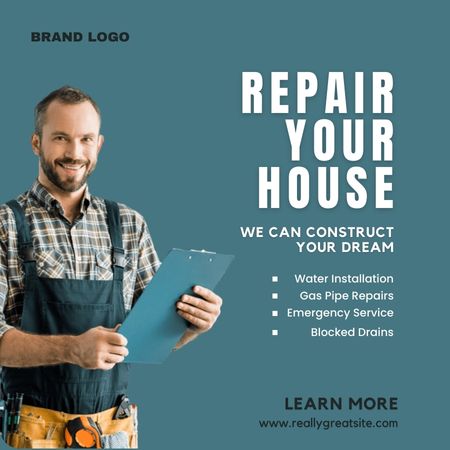 BRAND LOGO
REPAIR
YOUR
HOUSE
WE CAN CONSTRUCT
YOUR DREAM
Water Installation
Gas Pipe Repairs
Emergency Service
Blocked Drains
LEARN MORE
www.reallygreatsite.com